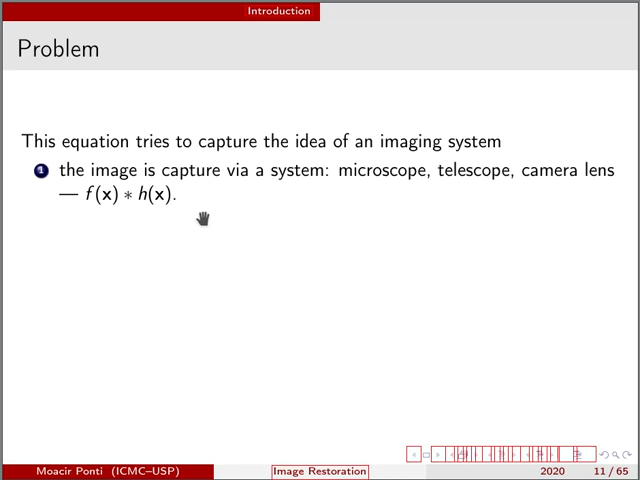 Introduction
Problem
This equation tries to capture the idea of an imaging system
1 the image is capture via a system: microscope, telescope, camera lens
— f(x) ∗ h(x).
Moacir Ponti (ICMC–USP) Image Restoration 2020 11 / 65